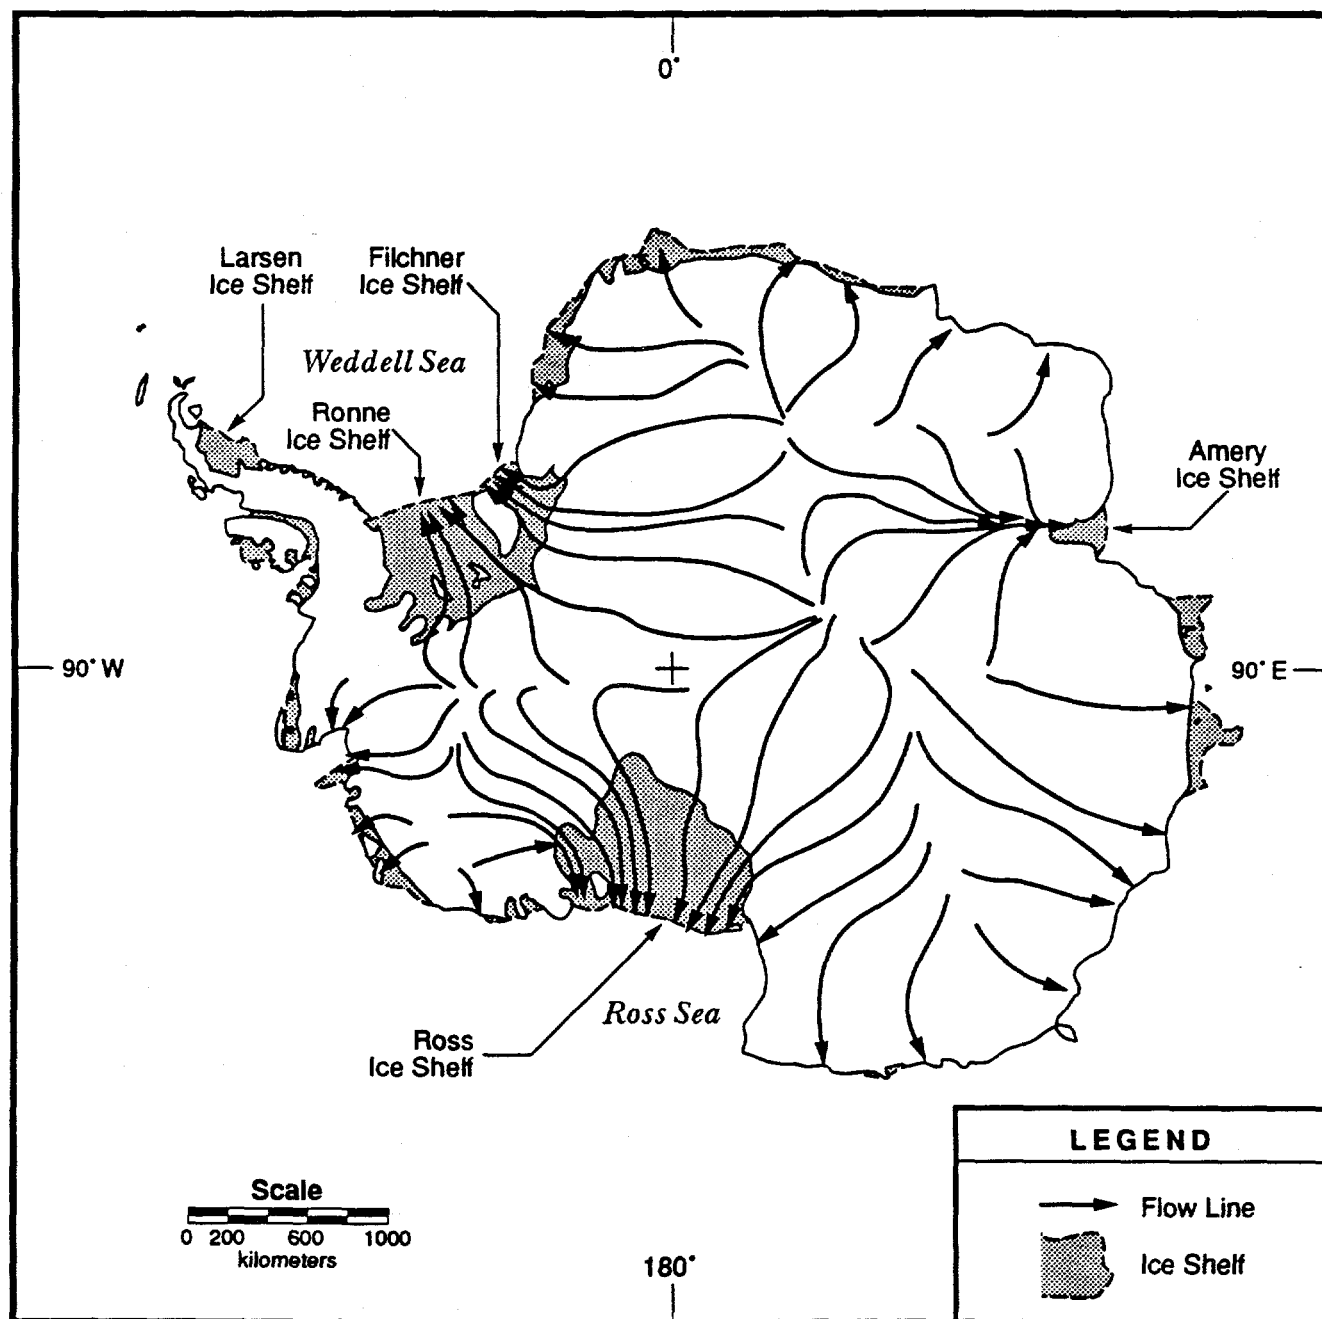 0°
Larsen
Ice Shelf
Filchner
Ice Shelf
Weddell Sea
Ronne
Ice Shelf
Amery
Ice Shelf
90° W
90° E
Ross Sea
Ross
Ice Shelf
180°
Scale
0 200 600 1000
kilometers
LEGEND
Flow Line
Ice Shelf